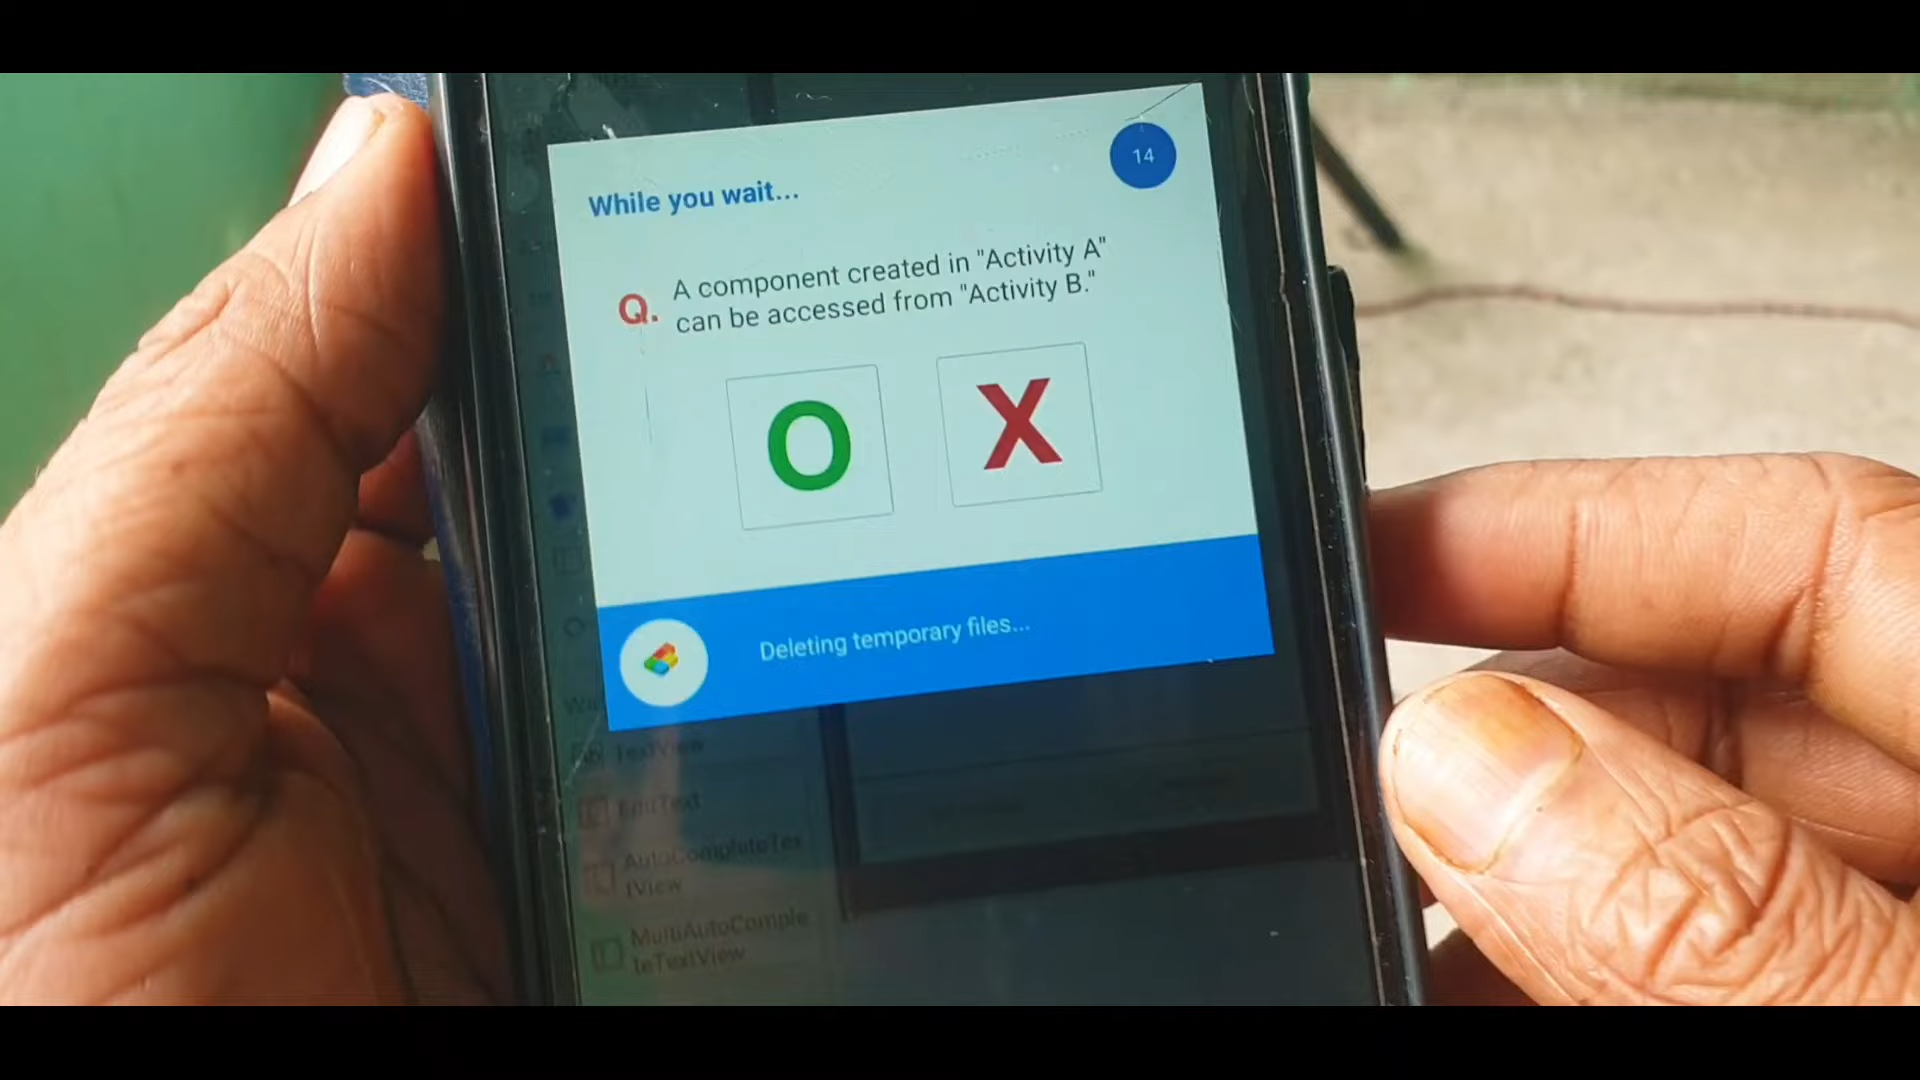 While you wait...
14
Q. A component created in "Activity A"
can be accessed from "Activity B."
O X
Deleting temporary files...
TextView
EditText
AutoCompleteTex
tView
MultiAutoComple
teTextView